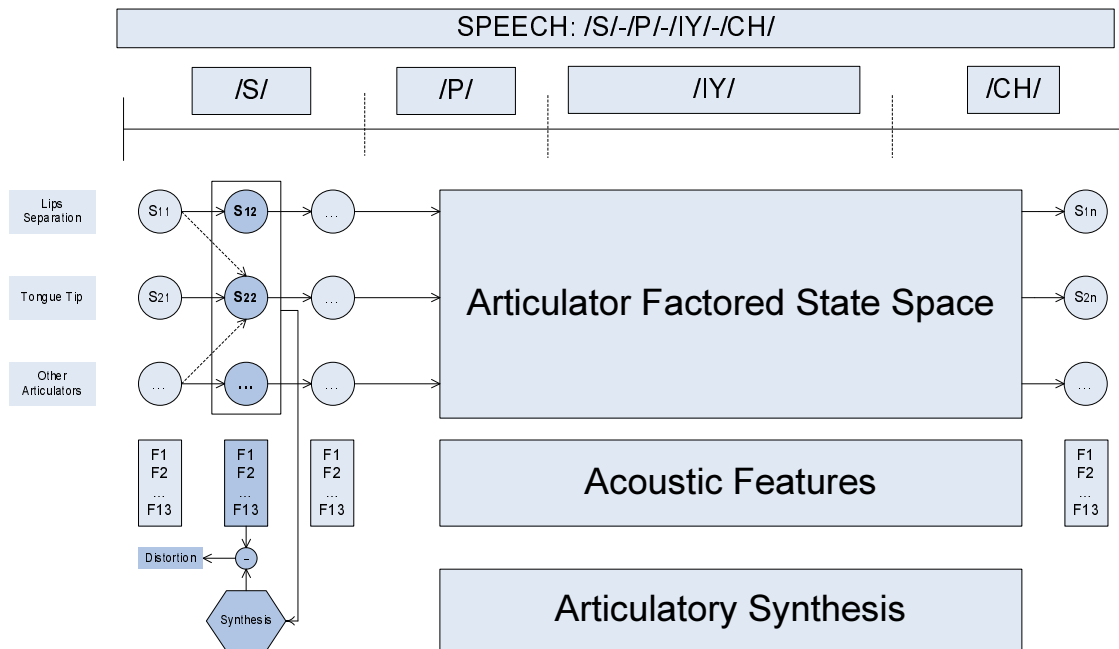 SPEECH: /S/-/P/-/IY/-/CH/
/S/ /P/ /IY/ /CH/
Lips
Separation
S11 S12 ... S1n
Tongue Tip
S21 S22 ... S2n
Articulator Factored State Space
Other
Articulators
... ... ... ...
F1 F1 F1 F1
F2 F2 F2 F2
... ... ... ...
F13 F13 F13 F13
Acoustic Features
Distortion -
Synthesis
Articulatory Synthesis